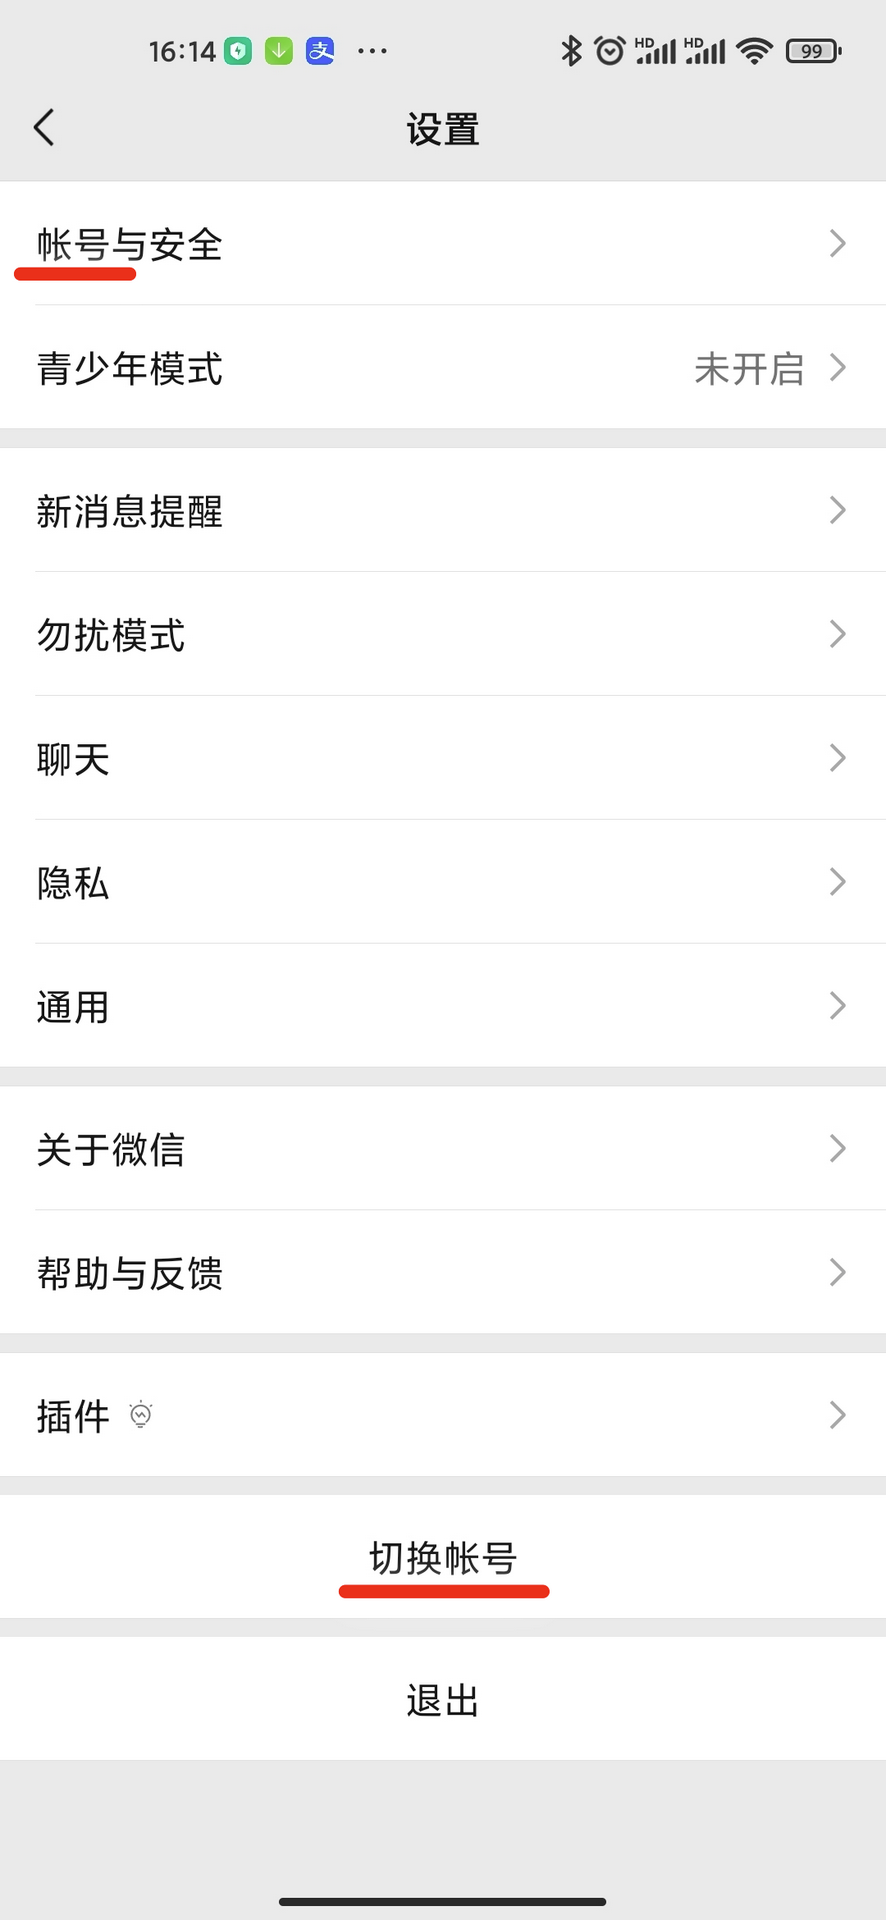 16:14 支 ... HD HD 99
设置
帐号与安全
青少年模式 未开启
新消息提醒
勿扰模式
聊天
隐私
通用
关于微信
帮助与反馈
插件
切换帐号
退出